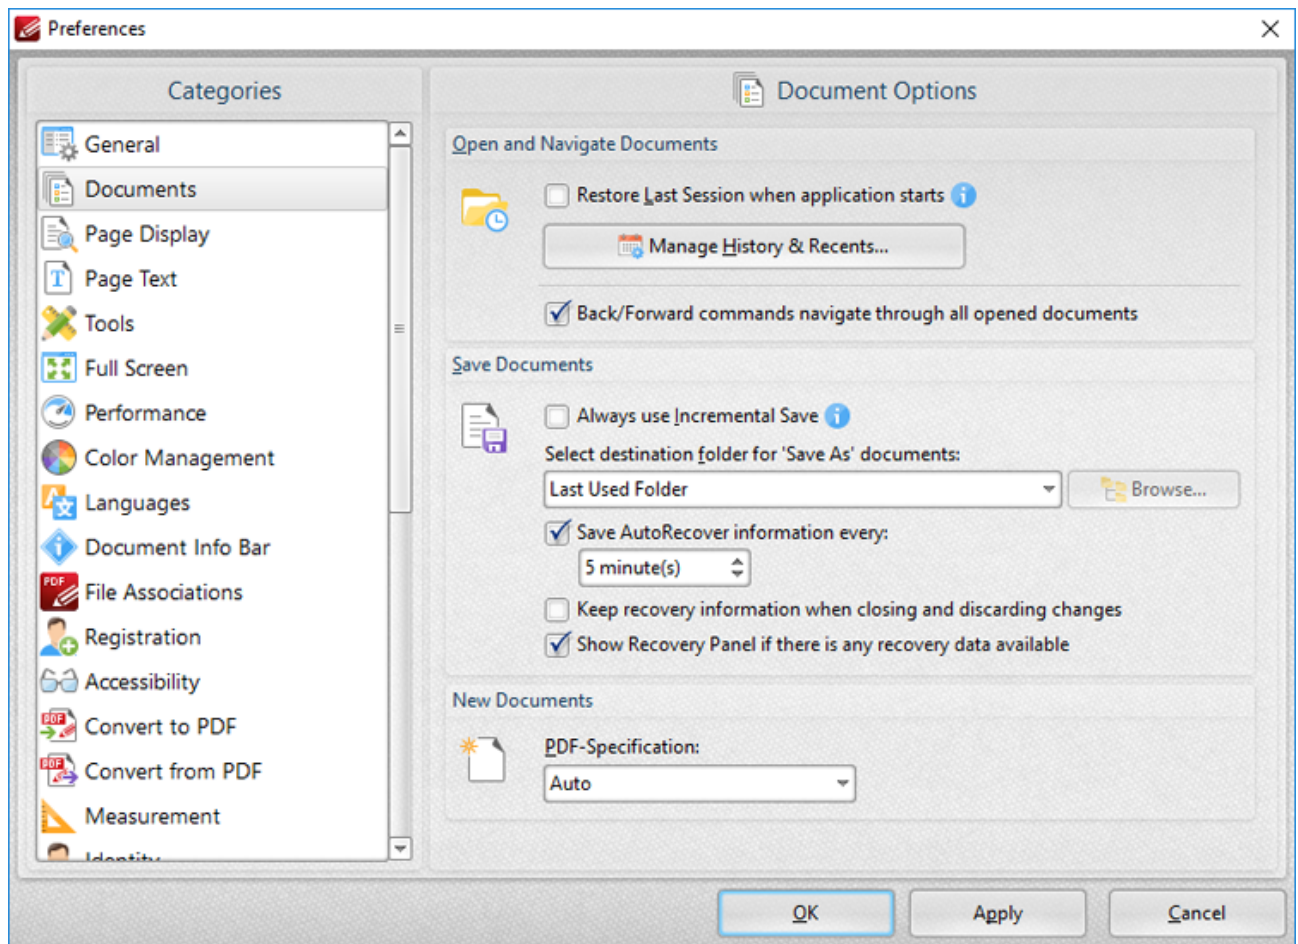 Preferences
Categories
General
Documents
Page Display
Page Text
Tools
Full Screen
Performance
Color Management
Languages
Document Info Bar
PDF
File Associations
Registration
Accessibility
PDF
Convert to PDF
PDF
Convert from PDF
Measurement
Identity
Document Options
Open and Navigate Documents
Restore Last Session when application starts
Manage History & Recents...
Back/Forward commands navigate through all opened documents
Save Documents
Always use Incremental Save
Select destination folder for 'Save As' documents:
Last Used Folder
Browse...
Save AutoRecover information every:
5 minute(s)
Keep recovery information when closing and discarding changes
Show Recovery Panel if there is any recovery data available
New Documents
PDF-Specification:
Auto
OK
Apply
Cancel